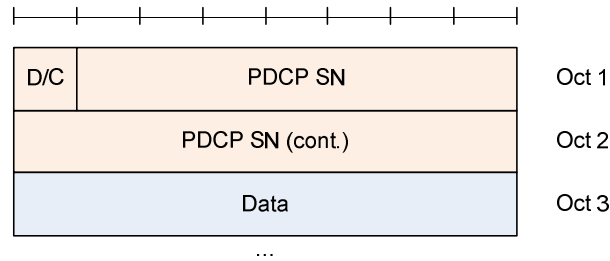 D/C PDCP SN Oct 1
PDCP SN (cont.) Oct 2
Data Oct 3
...